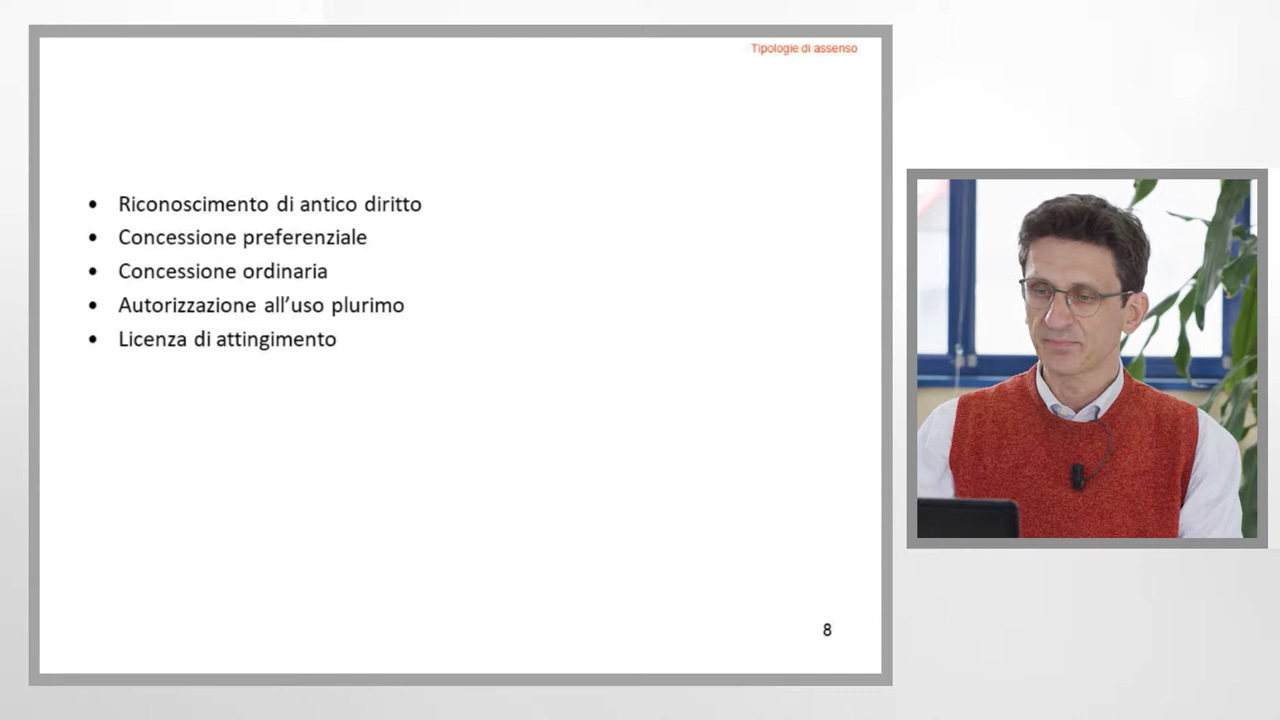 Tipologie di assenso
• Riconoscimento di antico diritto
• Concessione preferenziale
• Concessione ordinaria
• Autorizzazione all’uso plurimo
• Licenza di attingimento
8